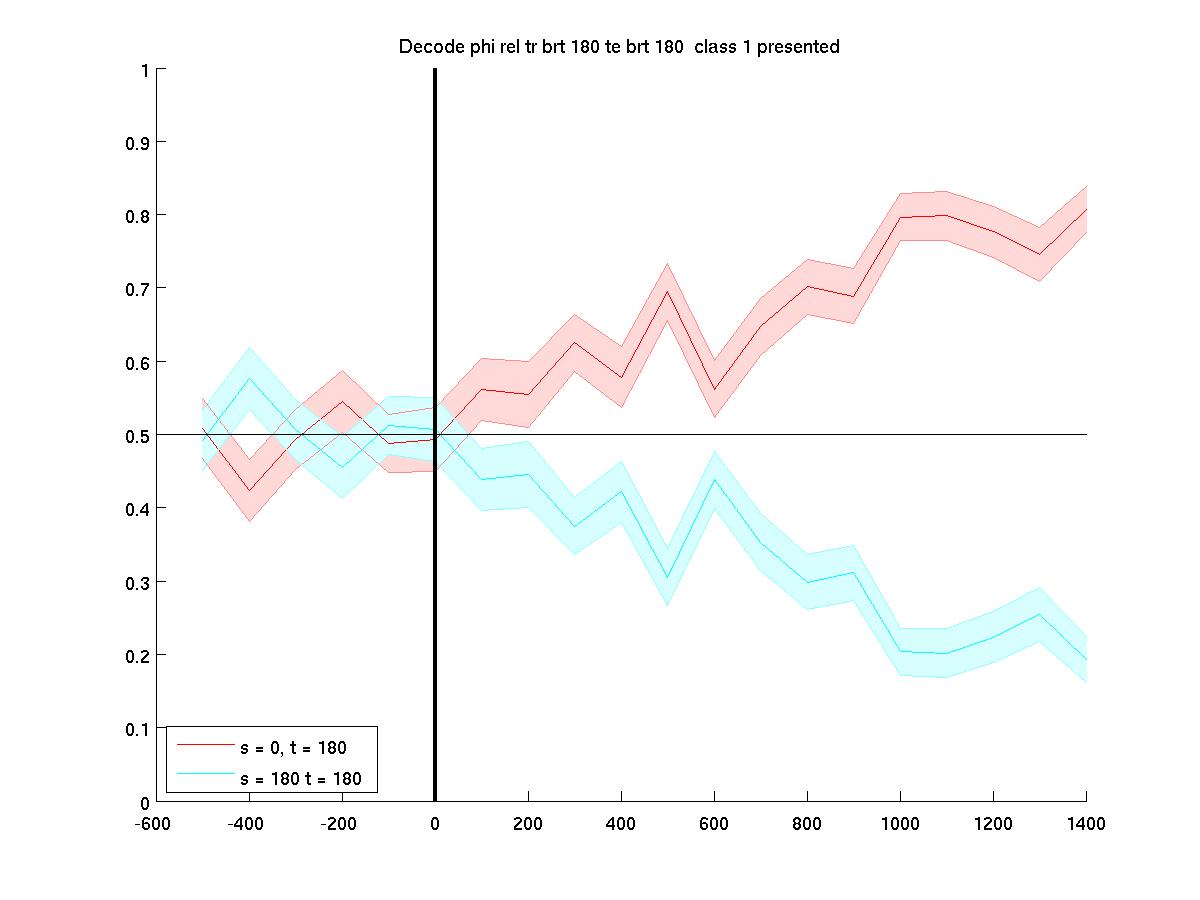 Decode phi rel tr brt 180 te brt 180  class 1 presented
1
0.9
0.8
0.7
0.6
0.5
0.4
0.3
0.2
0.1
0
s = 0, t = 180
s = 180 t = 180
-600 -400 -200 0 200 400 600 800 1000 1200 1400